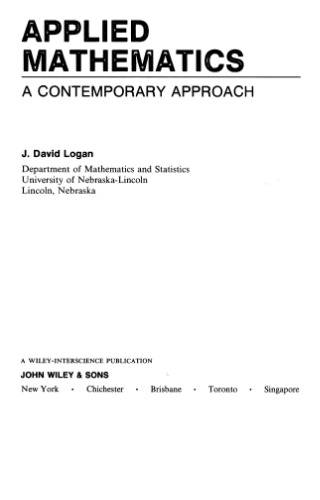 APPLIED
MATHEMATICS
A CONTEMPORARY APPROACH
J. David Logan
Department of Mathematics and Statistics
University of Nebraska-Lincoln
Lincoln, Nebraska
A WILEY-INTERSCIENCE PUBLICATION
JOHN WILEY & SONS
New York • Chichester • Brisbane • Toronto • Singapore